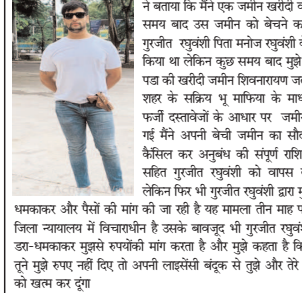 ने बताया कि मैंने एक जमीन खरीदी
समय बाद उस जमीन को बेचने
गुरजीत रघुवंशी पिता मनोज रघुवंशी
किया था लेकिन कुछ समय बाद मुझे
पडा की खरीदी जमीन शिवनारायण
शहर के सक्रिय भू माफिया के
फर्जी दस्तावेजों के आधार पर
गई मैंने अपनी बेची जमीन का
कैसिल कर अनुबंध की संपूर्ण
सहित गुरजीत रघुवंशी को वापस
लेकिन फिर भी गुरजीत रघुवंशी द्वारा
धमकाकर और पैसों की मांग की जा रही है यह मामला तीन माह
जिला न्यायालय में विचाराधीन है उसके बावजूद भी गुरजीत
डरा-धमकाकर मुझसे रुपयोंकी मांग करता है और मुझे कहता है
तूने मुझे रुपए नहीं दिए तो अपनी लाइसेंसी बंदूक से तुझे और तेरे
को खत्म कर दूंगा